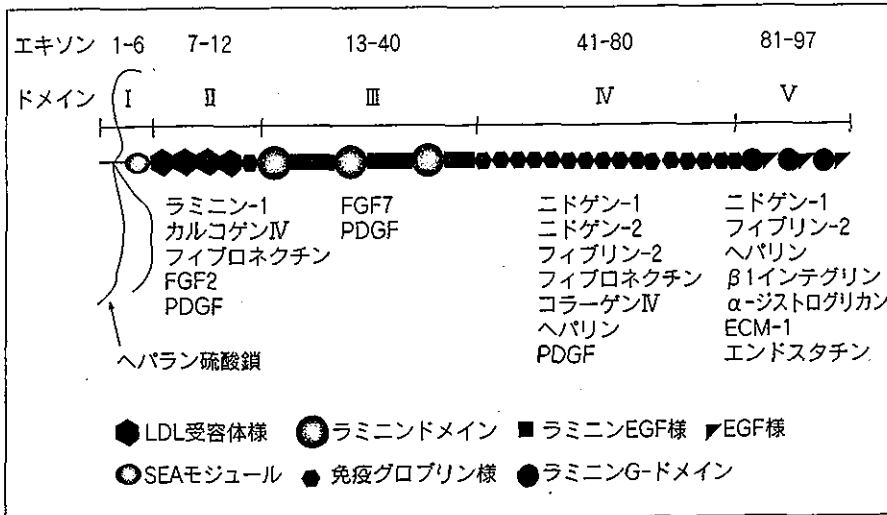 エキソン 1-6 7-12 13-40 41-80 81-97
ドメイン I II III IV V
ラミニン-1 FGF7 ニドゲン-1 ニドゲン-1
カルコゲンIV PDGF ニドゲン-2 フィブリン-2
フィブロネクチン フィブリン-2 ヘパリン
FGF2 フィブロネクチン β1インテグリン
PDGF コラーゲンIV α-ジストログリカン
ヘパリン ECM-1
ヘパラン硫酸鎖 PDGF エンドスタチン
LDL受容体様 ラミニンドメイン ラミニンEGF様 EGF様
SEAモジュール 免疫グロブリン様 ラミニンG-ドメイン